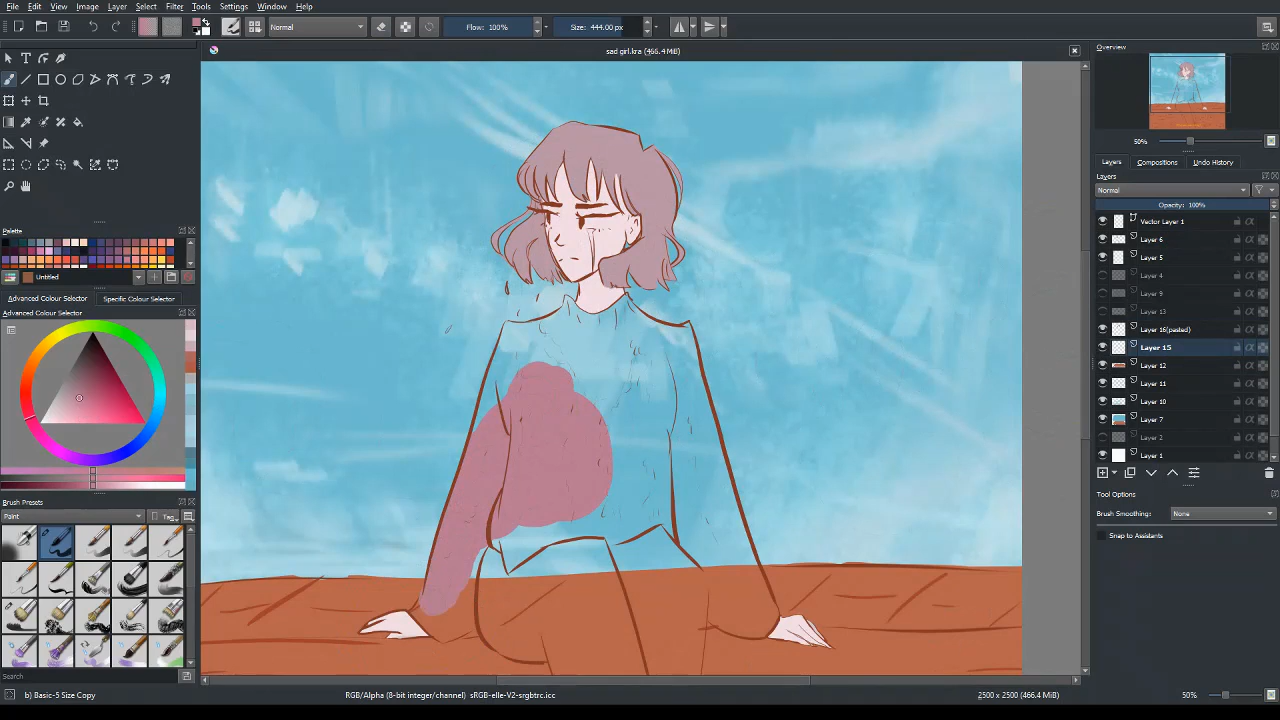 File Edit View Image Layer Select Filter Tools Settings Window Help
Normal Flow: 100% Size: 444.00 px
sad girl.kra (466.4 MiB)
Overview
50%
Layers Compositions Undo History
Layers
Normal
Opacity: 100%
Vector Layer 1
Layer 6
Layer 5
Layer 4
Layer 9
Layer 13
Layer 16(pasted)
Layer 15
Layer 12
Layer 11
Layer 10
Layer 7
Layer 2
Layer 1
Tool Options
Brush Smoothing: None
Snap to Assistants
Palette
Untitled
Advanced Colour Selector Specific Colour Selector
Advanced Colour Selector
Brush Presets
Paint Tag
Search
b) Basic-5 Size Copy RGB/Alpha (8-bit integer/channel) sRGB-elle-V2-srgbtrc.icc 2500 x 2500 (466.4 MiB) 50%